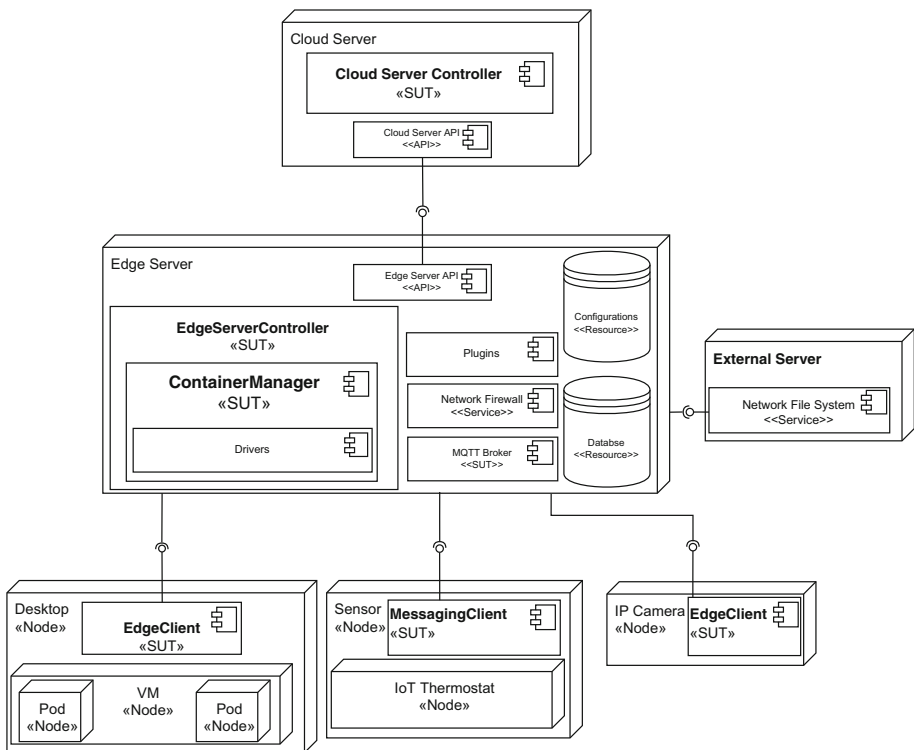 Cloud Server
Cloud Server Controller
«SUT»
Cloud Server API
<<API>>
Edge Server
Edge Server API
<<API>>
Configurations
<<Resource>>
EdgeServerController
«SUT»
ContainerManager
«SUT»
Drivers
Plugins
Network Firewall
<<Service>>
MQTT Broker
<<SUT>>
Databse
<<Resource>>
External Server
Network File System
<<Service>>
Desktop
«Node»
EdgeClient
«SUT»
VM
«Node»
Pod
«Node»
Pod
«Node»
Sensor
«Node»
MessagingClient
«SUT»
IoT Thermostat
«Node»
IP Camera
«Node»
EdgeClient
«SUT»